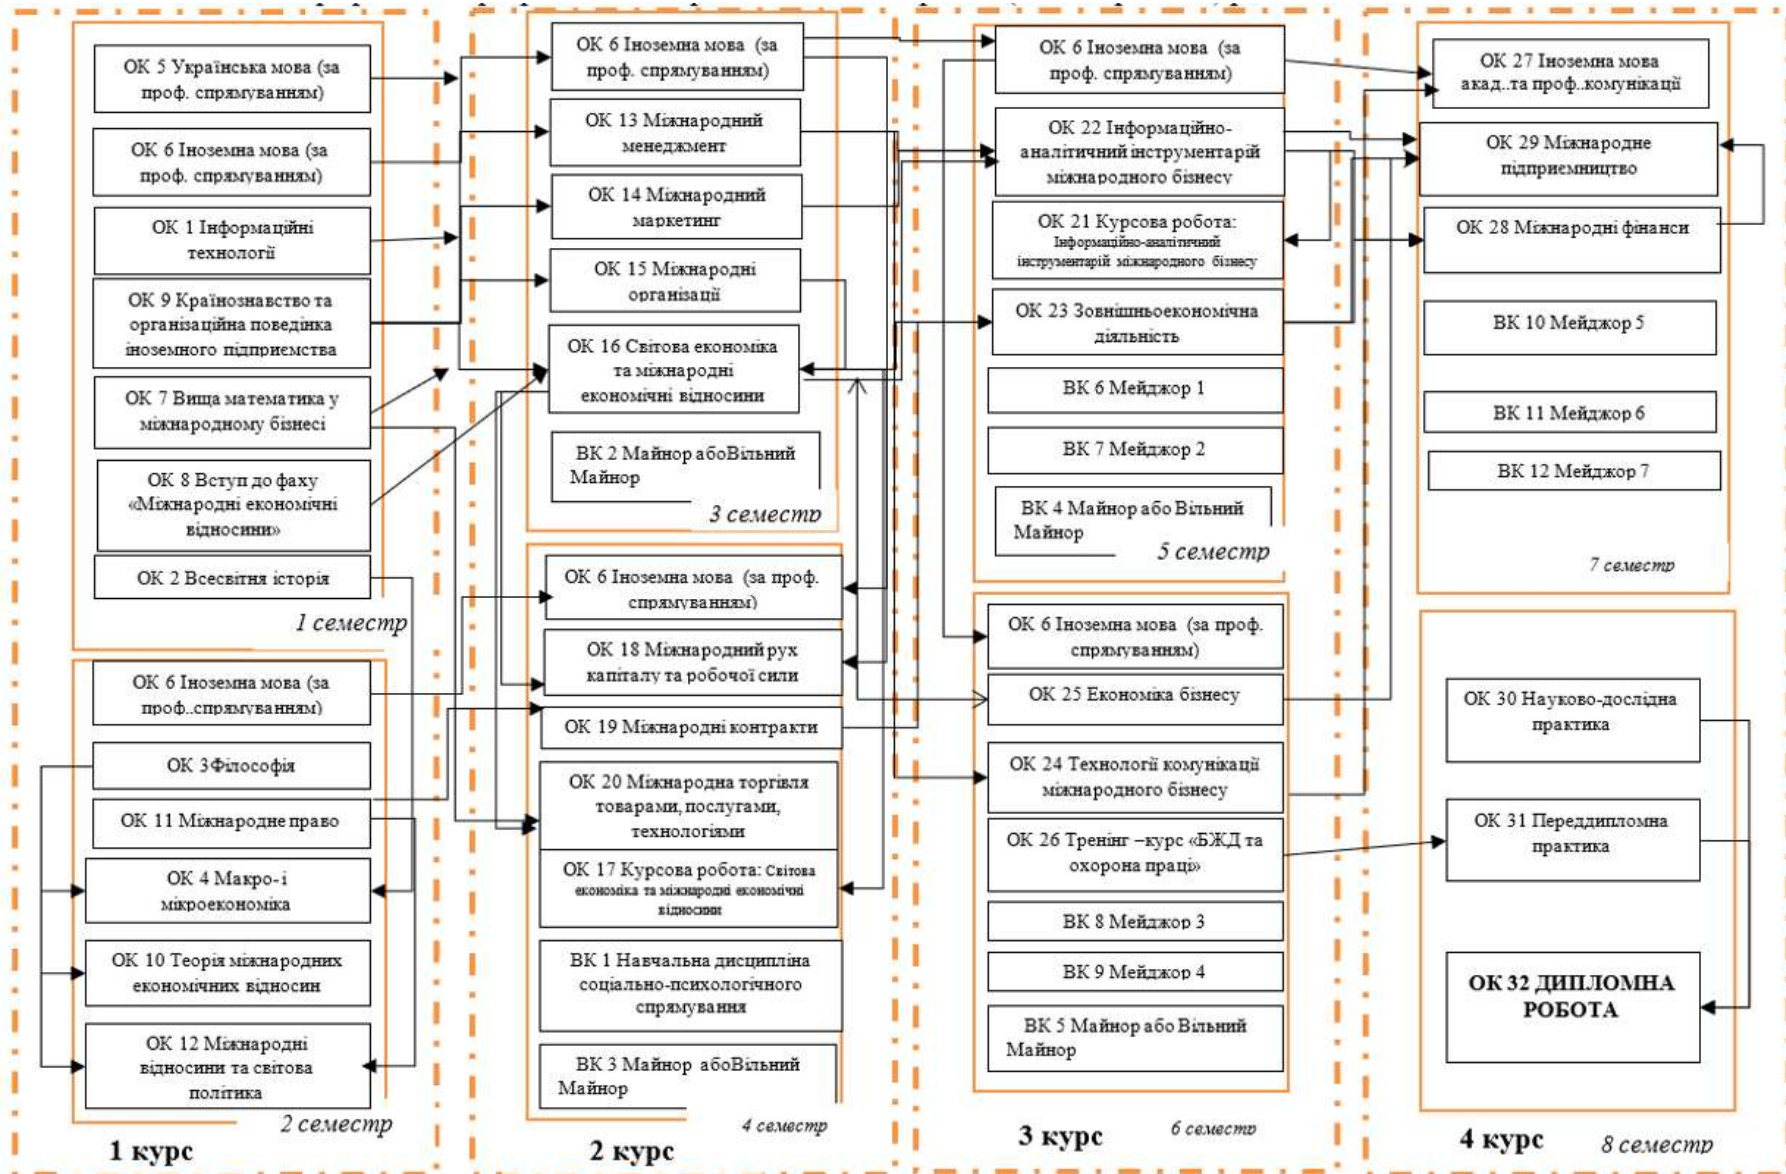 ОК 5 Українська мова (за
проф. спрямуванням)
ОК 6 Іноземна мова (за
проф. спрямуванням)
ОК 1 Інформаційні
технології
ОК 9 Країнознавство та
організаційна поведінка
іноземного підприємства
ОК 7 Вища математика у
міжнародному бізнесі
ОК 8 Вступ до фаху
«Міжнародні економічні
відносини»
ОК 2 Всесвітня історія
1 семестр
ОК 6 Іноземна мова (за
проф..спрямуванням)
ОК 3Філософія
ОК 11 Міжнародне право
ОК 4 Макро-і
мікроекономіка
ОК 10 Теорія міжнародних
економічних відносин
ОК 12 Міжнародні
відносини та світова
політика
2 семестр
1 курс
ОК 6 Іноземна мова (за
проф. спрямуванням)
ОК 13 Міжнародний
менеджмент
ОК 14 Міжнародний
маркетинг
ОК 15 Міжнародні
організації
ОК 16 Світова економіка
та міжнародні
економічні відносини
ВК 2 Майнор абоВільний
Майнор
3 семестр
ОК 6 Іноземна мова (за проф.
спрямуванням)
ОК 18 Міжнародний рух
капіталу та робочої сили
ОК 19 Міжнародні контракти
ОК 20 Міжнародна торгівля
товарами, послугами,
технологіями
ОК 17 Курсова робота: Світова
економіка та міжнародні економічні
відносини
ВК 1 Навчальна дисципліна
соціально-психологічного
спрямування
ВК 3 Майнор абоВільний
Майнор
4 семестр
2 курс
ОК 6 Іноземна мова (за
проф. спрямуванням)
ОК 22 Інформаційно-
аналітичний інструментарій
міжнародного бізнесу
ОК 21 Курсова робота:
Інформаційно-аналітичний
інструментарій міжнародного бізнесу
ОК 23 Зовнішньоекономічна
діяльність
ВК 6 Мейджор 1
ВК 7 Мейджор 2
ВК 4 Майнор або Вільний
Майнор
5 семестр
ОК 6 Іноземна мова (за проф.
спрямуванням)
ОК 25 Економіка бізнесу
ОК 24 Технології комунікації
міжнародного бізнесу
ОК 26 Тренінг –курс «БЖД та
охорона праці»
ВК 8 Мейджор 3
ВК 9 Мейджор 4
ВК 5 Майнор або Вільний
Майнор
6 семестр
3 курс
ОК 27 Іноземна мова
акад..та проф..комунікації
ОК 29 Міжнародне
підприємництво
ОК 28 Міжнародні фінанси
ВК 10 Мейджор 5
ВК 11 Мейджор 6
ВК 12 Мейджор 7
7 семестр
ОК 30 Науково-дослідна
практика
ОК 31 Переддипломна
практика
ОК 32 ДИПЛОМНА
РОБОТА
4 курс
8 семестр